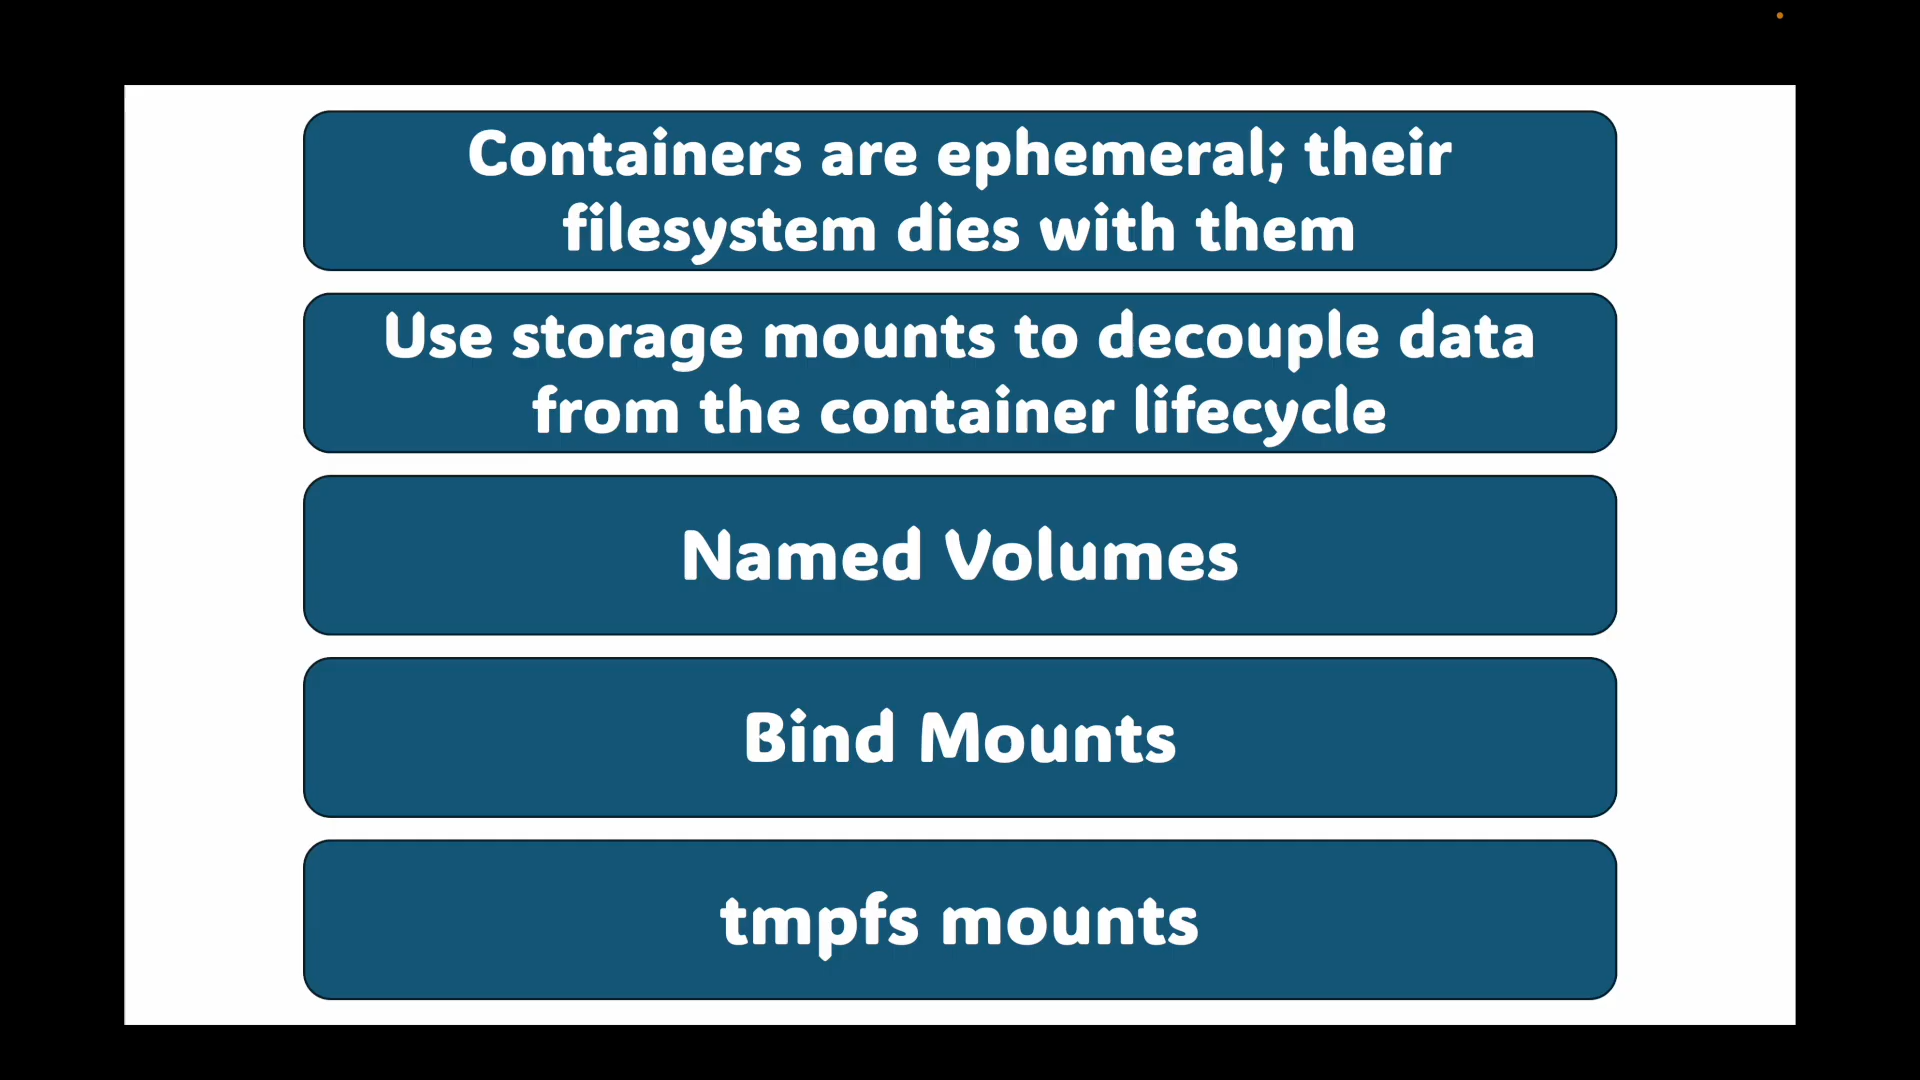 Containers are ephemeral; their
filesystem dies with them
Use storage mounts to decouple data
from the container lifecycle
Named Volumes
Bind Mounts
tmpfs mounts